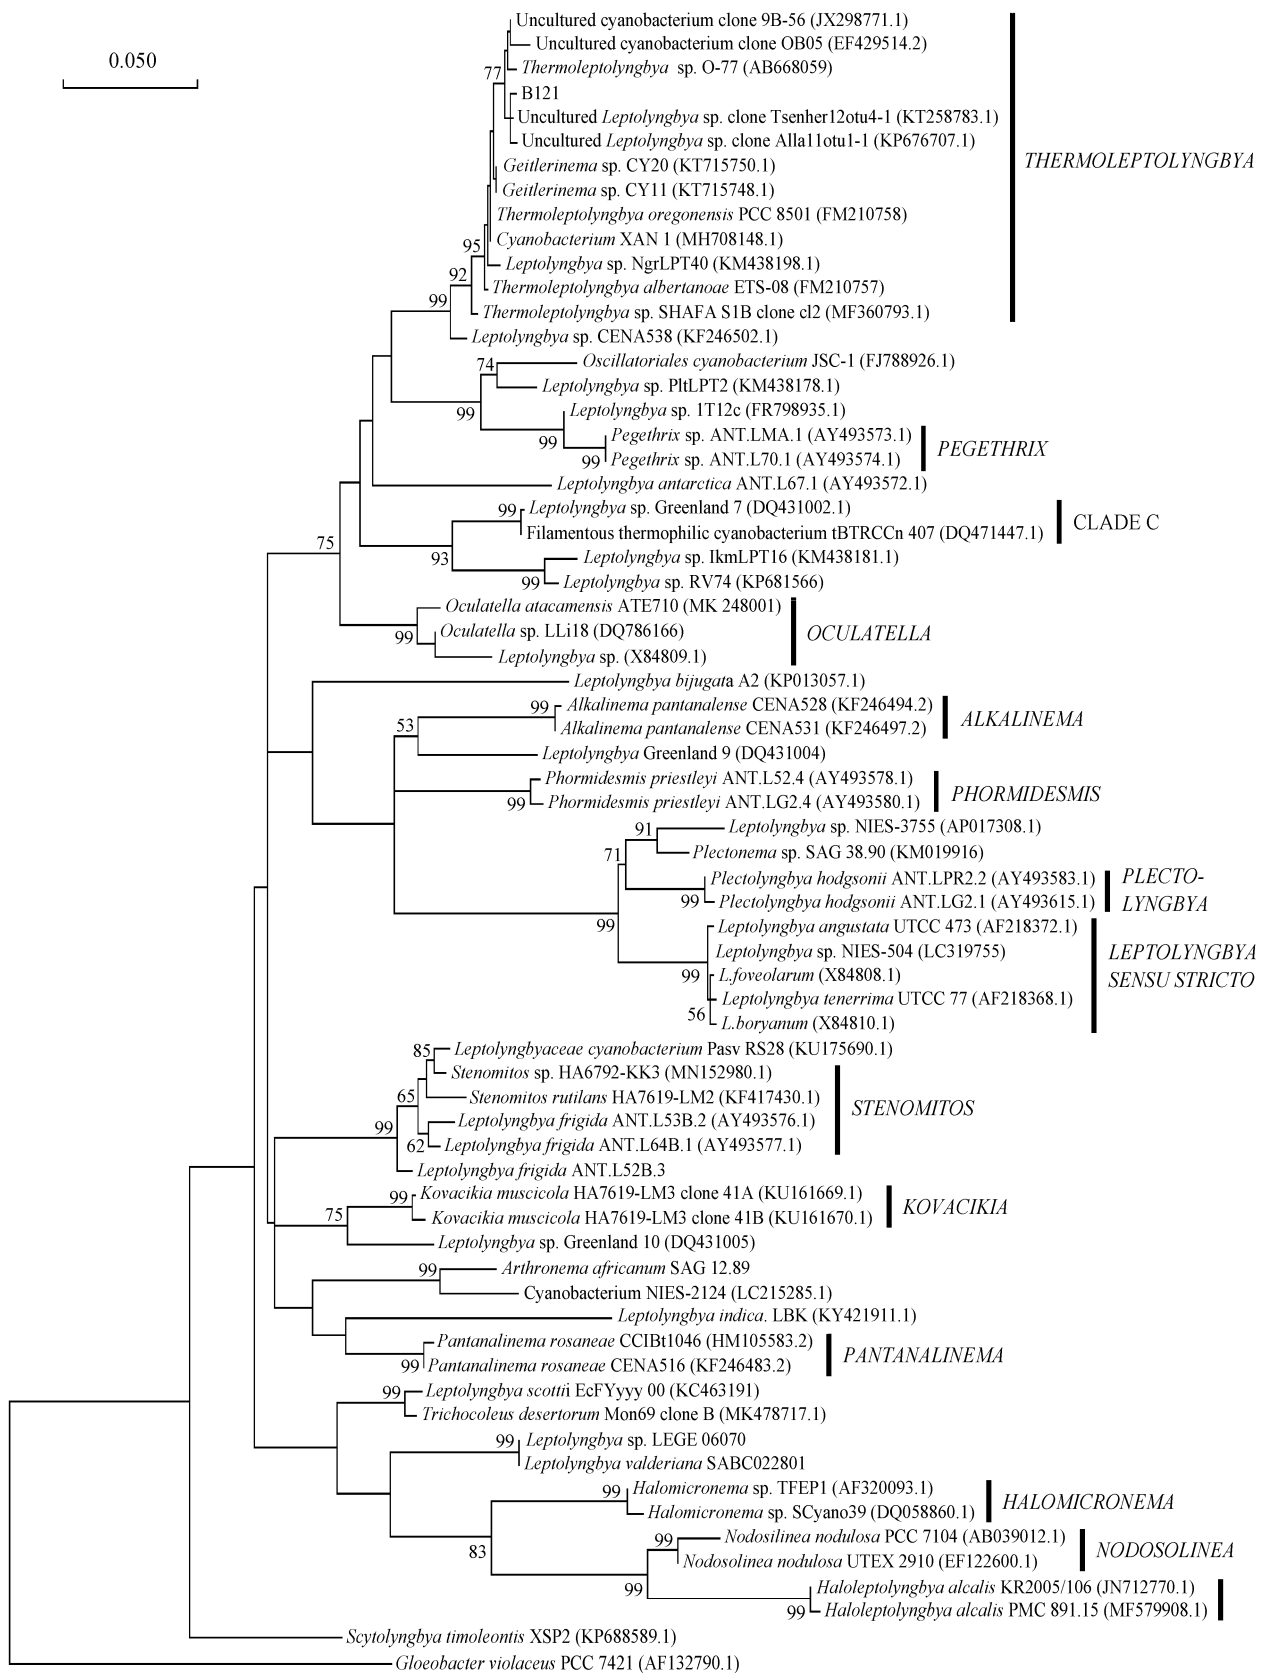 0.050
Uncultured cyanobacterium clone 9B-56 (JX298771.1)
Uncultured cyanobacterium clone OB05 (EF429514.2)
Thermoleptolyngbya sp. O-77 (AB668059)
77
B121
Uncultured Leptolyngbya sp. clone Tsenher12otu4-1 (KT258783.1)
Uncultured Leptolyngbya sp. clone Alla11otu1-1 (KP676707.1)
THERMOLEPTOLYNGBYA
Geitlerinema sp. CY20 (KT715750.1)
Geitlerinema sp. CY11 (KT715748.1)
Thermoleptolyngbya oregonensis PCC 8501 (FM210758)
Cyanobacterium XAN 1 (MH708148.1)
95
Leptolyngbya sp. NgrLPT40 (KM438198.1)
92
Thermoleptolyngbya albertanoae ETS-08 (FM210757)
99
Thermoleptolyngbya sp. SHAFA S1B clone cl2 (MF360793.1)
Leptolyngbya sp. CENA538 (KF246502.1)
74
Oscillatoriales cyanobacterium JSC-1 (FJ788926.1)
Leptolyngbya sp. PltLPT2 (KM438178.1)
99
Leptolyngbya sp. 1T12c (FR798935.1)
99
Pegethrix sp. ANT.LMA.1 (AY493573.1)
PEGETHRIX
99
Pegethrix sp. ANT.L70.1 (AY493574.1)
Leptolyngbya antarctica ANT.L67.1 (AY493572.1)
99
Leptolyngbya sp. Greenland 7 (DQ431002.1)
CLADE C
Filamentous thermophilic cyanobacterium tBTRCCn 407 (DQ471447.1)
75
93
Leptolyngbya sp. IkmLPT16 (KM438181.1)
99
Leptolyngbya sp. RV74 (KP681566)
Oculatella atacamensis ATE710 (MK 248001)
99
Oculatella sp. LLi18 (DQ786166)
OCULATELLA
Leptolyngbya sp. (X84809.1)
Leptolyngbya bijugata A2 (KP013057.1)
99
Alkalinema pantanalense CENA528 (KF246494.2)
ALKALINEMA
53
Alkalinema pantanalense CENA531 (KF246497.2)
Leptolyngbya Greenland 9 (DQ431004)
Phormidesmis priestleyi ANT.L52.4 (AY493578.1)
PHORMIDESMIS
99
Phormidesmis priestleyi ANT.LG2.4 (AY493580.1)
91
Leptolyngbya sp. NIES-3755 (AP017308.1)
71
Plectonema sp. SAG 38.90 (KM019916)
Plectolyngbya hodgsonii ANT.LPR2.2 (AY493583.1)
PLECTO-
99
Plectolyngbya hodgsonii ANT.LG2.1 (AY493615.1)
LYNGBYA
99
Leptolyngbya angustata UTCC 473 (AF218372.1)
Leptolyngbya sp. NIES-504 (LC319755)
LEPTOLYNGBYA
99
L.foveolarum (X84808.1)
SENSU STRICTO
Leptolyngbya tenerrima UTCC 77 (AF218368.1)
56
L.boryanum (X84810.1)
85
Leptolyngbyaceae cyanobacterium Pasv RS28 (KU175690.1)
Stenomitos sp. HA6792-KK3 (MN152980.1)
65
Stenomitos rutilans HA7619-LM2 (KF417430.1)
STENOMITOS
99
Leptolyngbya frigida ANT.L53B.2 (AY493576.1)
62
Leptolyngbya frigida ANT.L64B.1 (AY493577.1)
Leptolyngbya frigida ANT.L52B.3
99
Kovacikia muscicola HA7619-LM3 clone 41A (KU161669.1)
KOVACIKIA
75
Kovacikia muscicola HA7619-LM3 clone 41B (KU161670.1)
Leptolyngbya sp. Greenland 10 (DQ431005)
99
Arthronema africanum SAG 12.89
Cyanobacterium NIES-2124 (LC215285.1)
Leptolyngbya indica. LBK (KY421911.1)
Pantanalinema rosaneae CCIBt1046 (HM105583.2)
PANTANALINEMA
99
Pantanalinema rosaneae CENA516 (KF246483.2)
99
Leptolyngbya scottii EcFYyyy 00 (KC463191)
Trichocoleus desertorum Mon69 clone B (MK478717.1)
99
Leptolyngbya sp. LEGE 06070
Leptolyngbya valderiana SABC022801
99
Halomicronema sp. TFEP1 (AF320093.1)
HALOMICRONEMA
Halomicronema sp. SCyano39 (DQ058860.1)
83
99
Nodosilinea nodulosa PCC 7104 (AB039012.1)
NODOSOLINEA
Nodosolinea nodulosa UTEX 2910 (EF122600.1)
99
Haloleptolyngbya alcalis KR2005/106 (JN712770.1)
99
Haloleptolyngbya alcalis PMC 891.15 (MF579908.1)
Scytolyngbya timoleontis XSP2 (KP688589.1)
Gloeobacter violaceus PCC 7421 (AF132790.1)